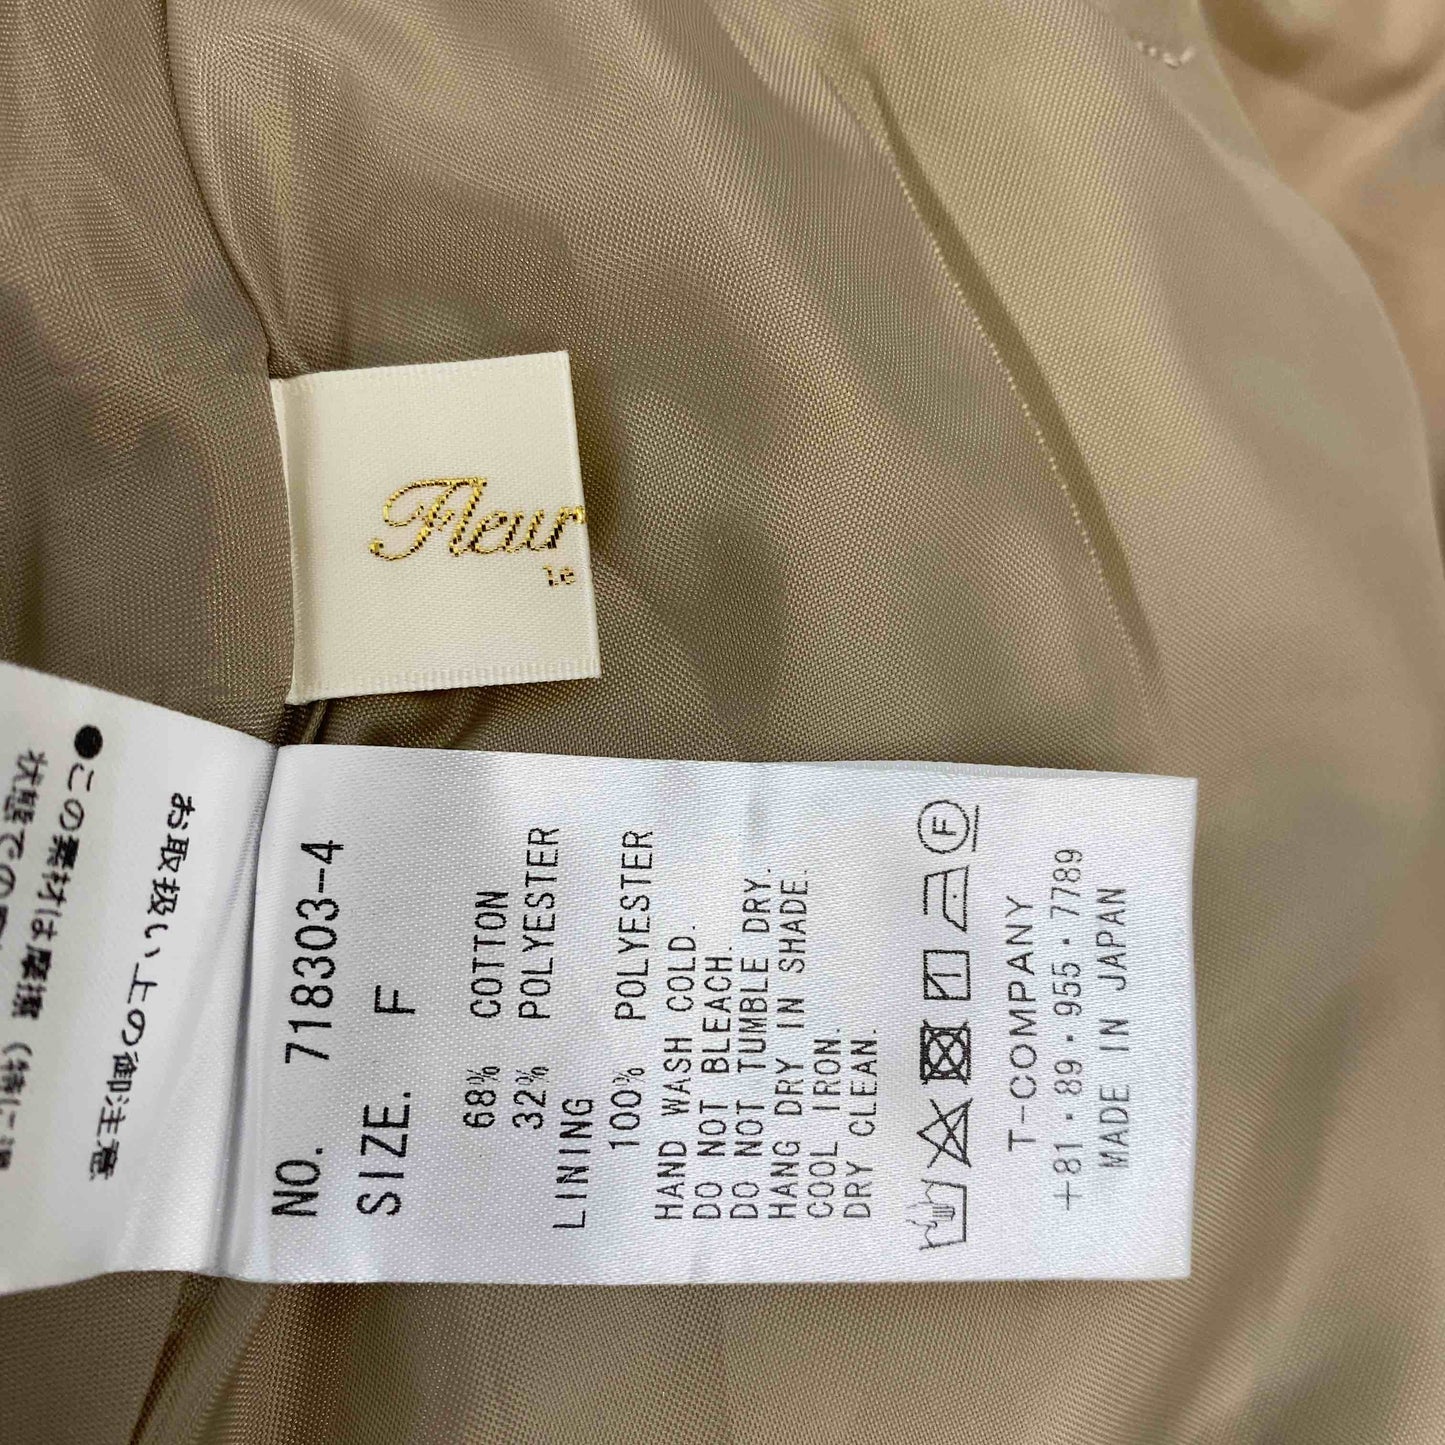 Fleur
le
NO. 718303-4
SIZE. F
68% COTTON
32% POLYESTER
LINING
100% POLYESTER
HAND WASH COLD.
DO NOT BLEACH.
DO NOT TUMBLE DRY.
HANG DRY IN SHADE.
COOL IRON.
DRY CLEAN.
F
T-COMPANY
+81・89・955・7789
MADE IN JAPAN
お取扱い上の御注意
●この素材は摩擦（特に湿
状態での